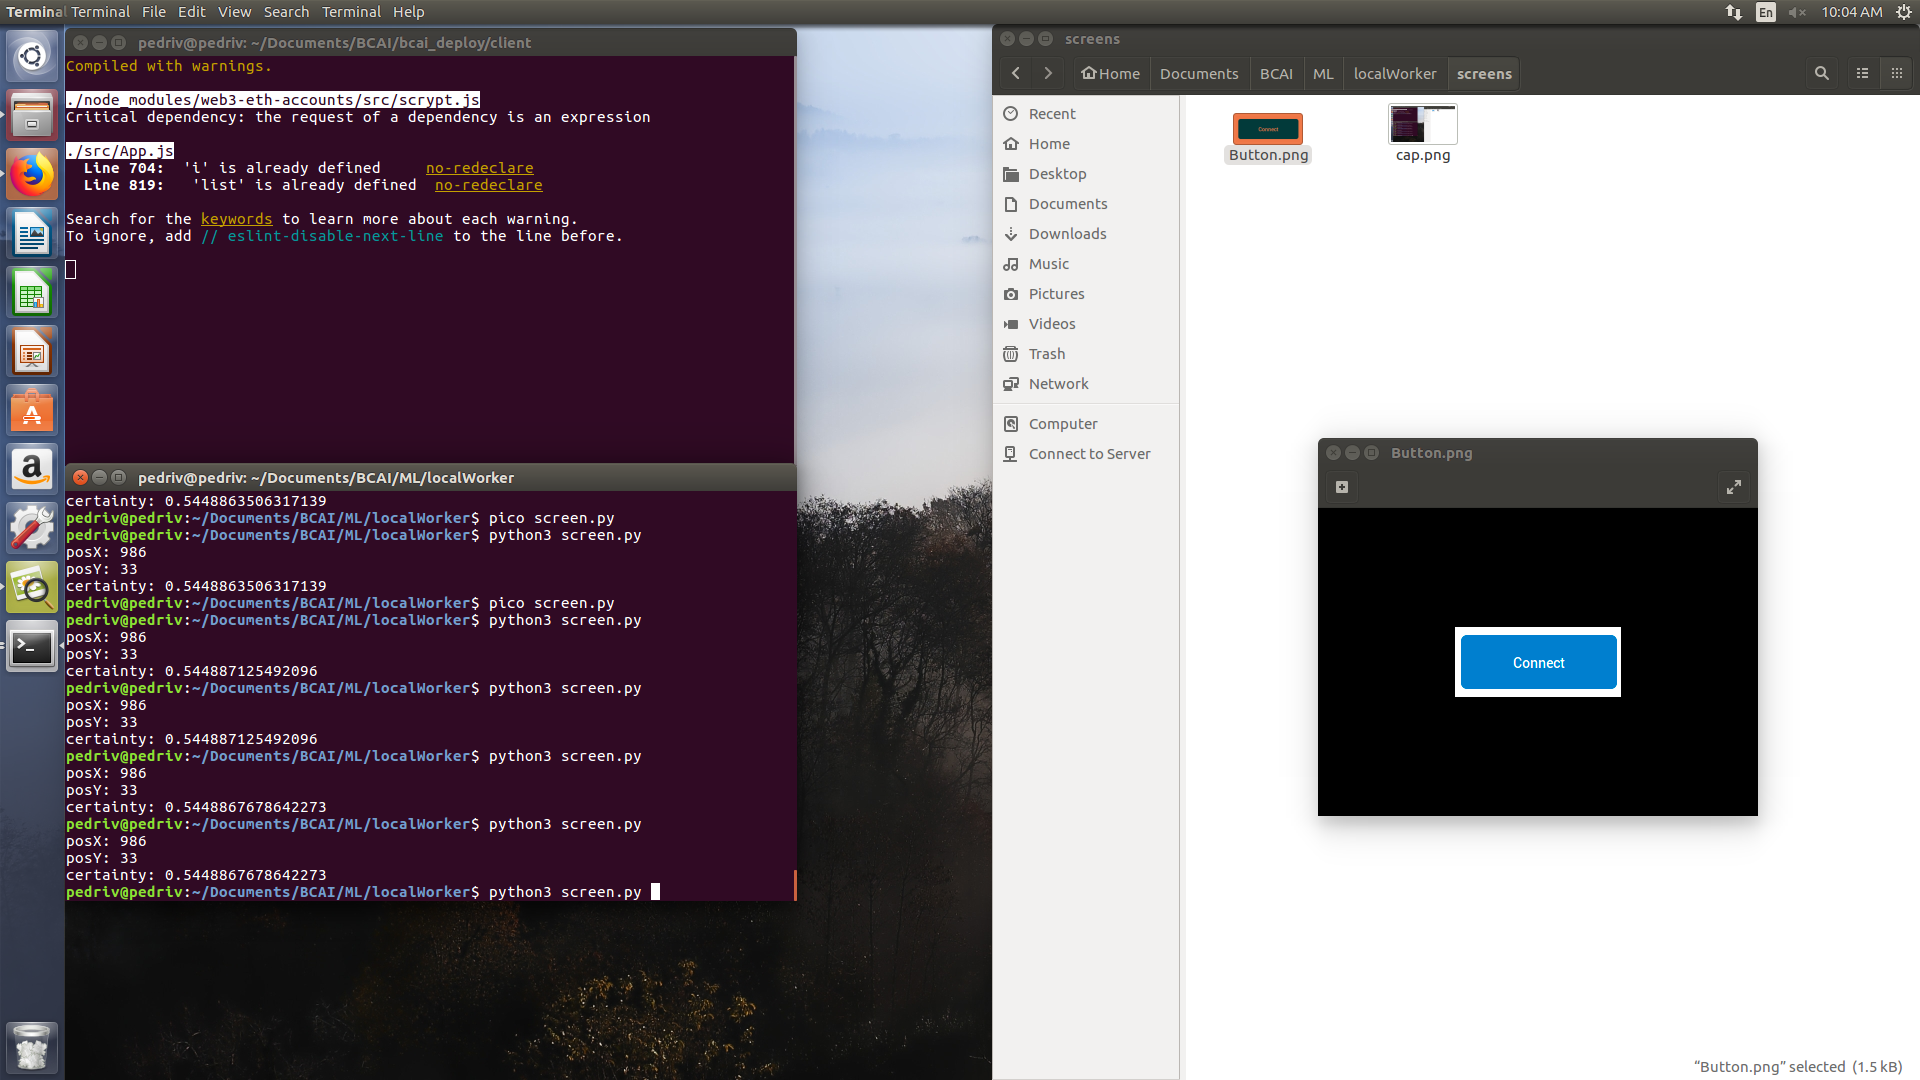 Terminal Terminal File Edit View Search Terminal Help
En 10:04 AM
pedriv@pedriv: ~/Documents/BCAI/bcai_deploy/client
Compiled with warnings.
./node_modules/web3-eth-accounts/src/scrypt.js
Critical dependency: the request of a dependency is an expression
./src/App.js
Line 704: 'i' is already defined no-redeclare
Line 819: 'list' is already defined no-redeclare
Search for the keywords to learn more about each warning.
To ignore, add // eslint-disable-next-line to the line before.
pedriv@pedriv: ~/Documents/BCAI/ML/localWorker
certainty: 0.5448863506317139
pedriv@pedriv:~/Documents/BCAI/ML/localWorker$ pico screen.py
pedriv@pedriv:~/Documents/BCAI/ML/localWorker$ python3 screen.py
posX: 986
posY: 33
certainty: 0.5448863506317139
pedriv@pedriv:~/Documents/BCAI/ML/localWorker$ pico screen.py
pedriv@pedriv:~/Documents/BCAI/ML/localWorker$ python3 screen.py
posX: 986
posY: 33
certainty: 0.544887125492096
pedriv@pedriv:~/Documents/BCAI/ML/localWorker$ python3 screen.py
posX: 986
posY: 33
certainty: 0.544887125492096
pedriv@pedriv:~/Documents/BCAI/ML/localWorker$ python3 screen.py
posX: 986
posY: 33
certainty: 0.5448867678642273
pedriv@pedriv:~/Documents/BCAI/ML/localWorker$ python3 screen.py
posX: 986
posY: 33
certainty: 0.5448867678642273
pedriv@pedriv:~/Documents/BCAI/ML/localWorker$ python3 screen.py
screens
Home Documents BCAI ML localWorker screens
Recent
Home
Desktop
Documents
Downloads
Music
Pictures
Videos
Trash
Network
Computer
Connect to Server
Connect
Button.png
cap.png
Button.png
Connect
“Button.png” selected (1.5 kB)